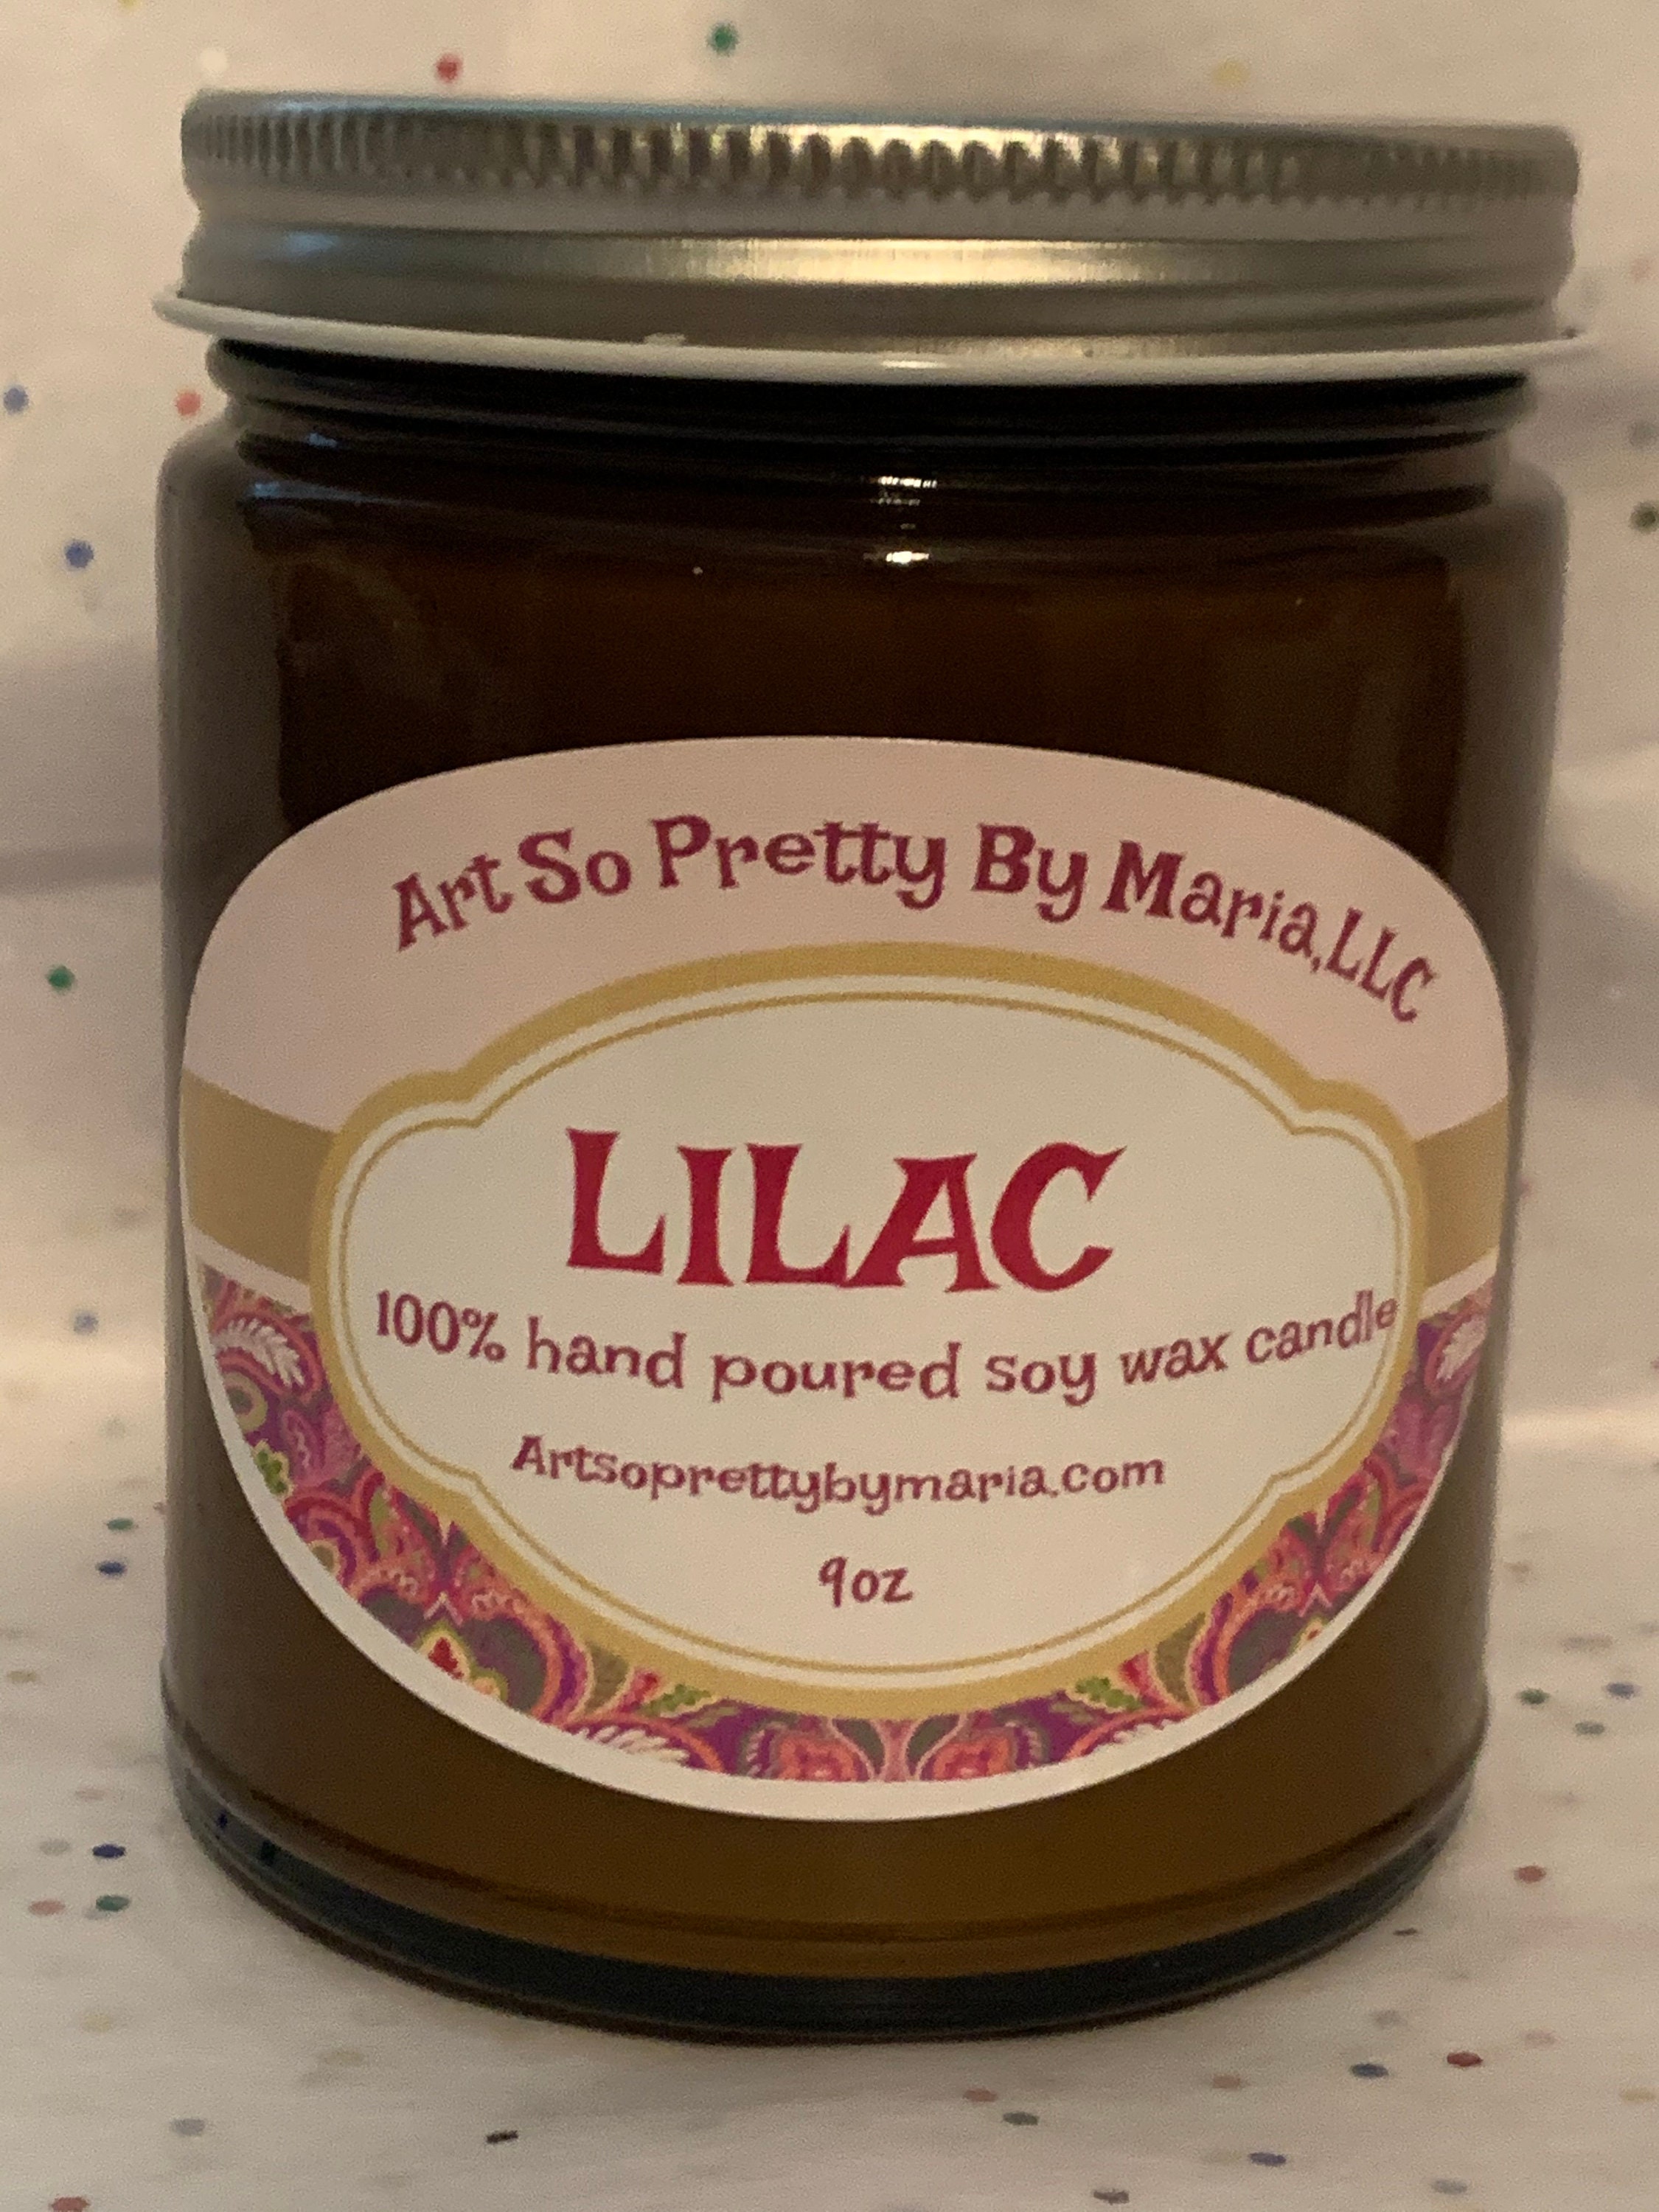 Art So Pretty By Maria, LLC
LILAC
100% hand poured soy wax candle
Artsoprettybymaria.com
9oz